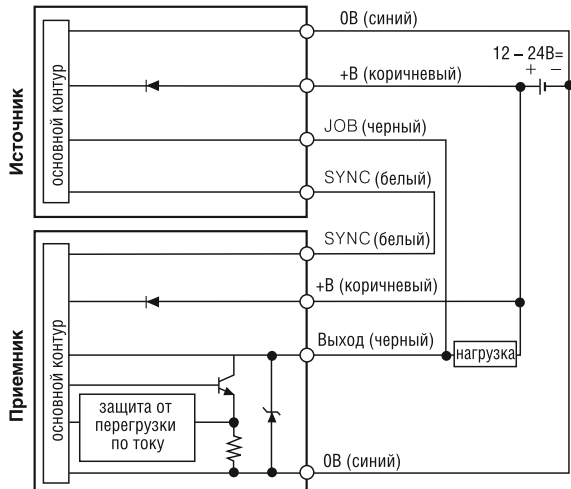 Источник
основной контур
0В (синий)
12 – 24В=
+ –
+В (коричневый)
JOB (черный)
SYNC (белый)
Приемник
основной контур
SYNC (белый)
+В (коричневый)
Выход (черный)
нагрузка
защита от
перегрузки
по току
0В (синий)